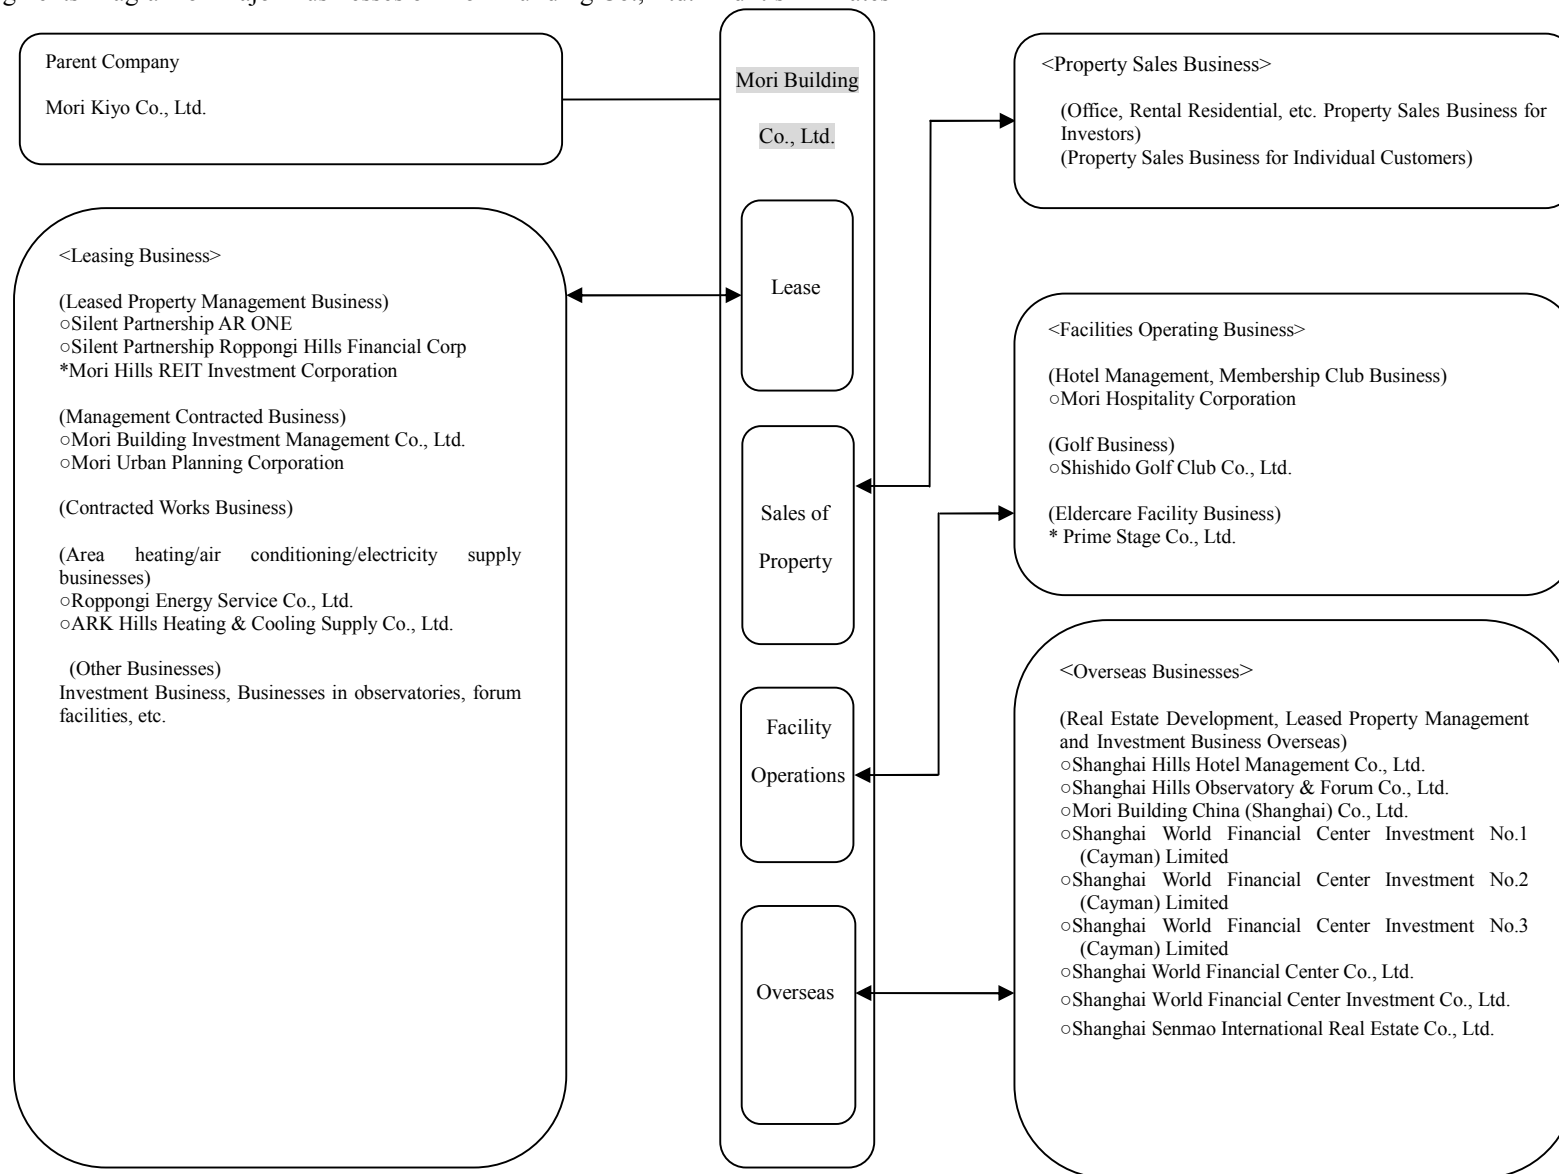 Parent Company
Mori Kiyo Co., Ltd.
<Leasing Business>
(Leased Property Management Business)
○Silent Partnership AR ONE
○Silent Partnership Roppongi Hills Financial Corp
*Mori Hills REIT Investment Corporation
(Management Contracted Business)
○Mori Building Investment Management Co., Ltd.
○Mori Urban Planning Corporation
(Contracted Works Business)
(Area heating/air conditioning/electricity supply
businesses)
○Roppongi Energy Service Co., Ltd.
○ARK Hills Heating & Cooling Supply Co., Ltd.
(Other Businesses)
Investment Business, Businesses in observatories, forum
facilities, etc.
Mori Building
Co., Ltd.
Lease
Sales of
Property
Facility
Operations
Overseas
<Property Sales Business>
(Office, Rental Residential, etc. Property Sales Business for
Investors)
(Property Sales Business for Individual Customers)
<Facilities Operating Business>
(Hotel Management, Membership Club Business)
○Mori Hospitality Corporation
(Golf Business)
○Shishido Golf Club Co., Ltd.
(Eldercare Facility Business)
* Prime Stage Co., Ltd.
<Overseas Businesses>
(Real Estate Development, Leased Property Management
and Investment Business Overseas)
○Shanghai Hills Hotel Management Co., Ltd.
○Shanghai Hills Observatory & Forum Co., Ltd.
○Mori Building China (Shanghai) Co., Ltd.
○Shanghai World Financial Center Investment No.1
(Cayman) Limited
○Shanghai World Financial Center Investment No.2
(Cayman) Limited
○Shanghai World Financial Center Investment No.3
(Cayman) Limited
○Shanghai World Financial Center Co., Ltd.
○Shanghai World Financial Center Investment Co., Ltd.
○Shanghai Senmao International Real Estate Co., Ltd.